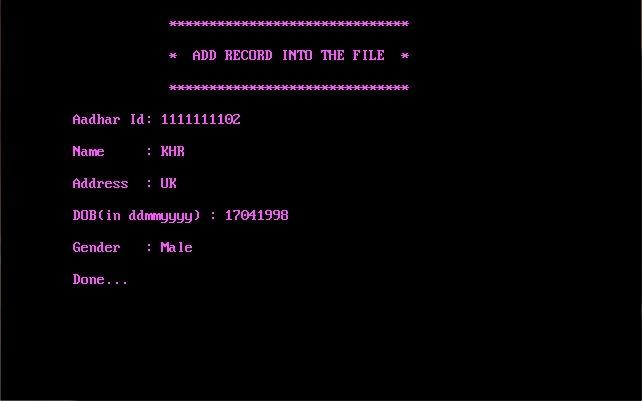 ******************************
* ADD RECORD INTO THE FILE *
******************************
Aadhar Id: 1111111102
Name : KHR
Address : UK
DOB(in ddmmyyyy) : 17041998
Gender : Male
Done...